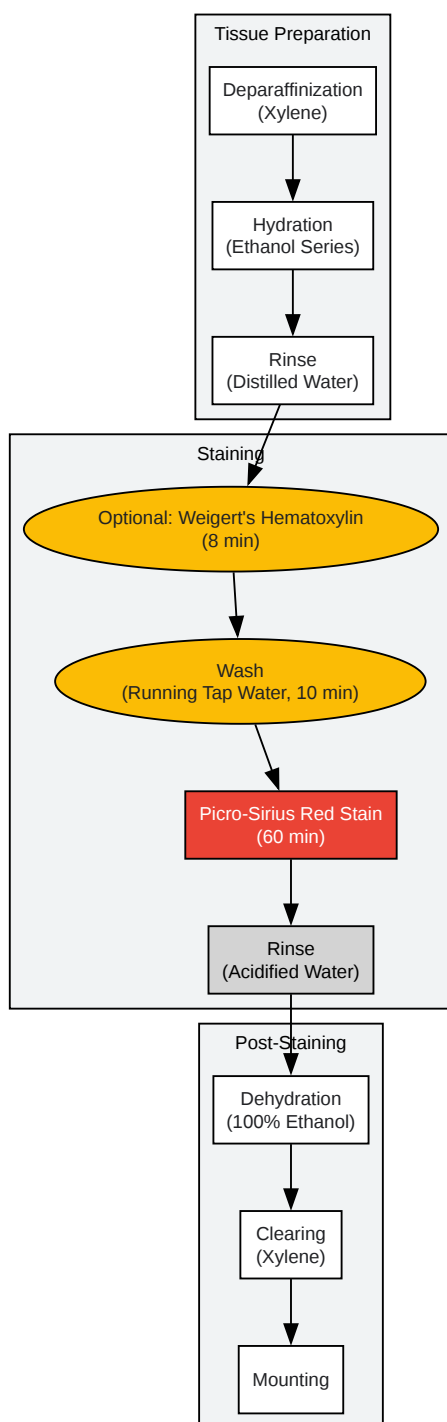 Tissue Preparation
Deparaffinization
(Xylene)
Hydration
(Ethanol Series)
Rinse
(Distilled Water)
Staining
Optional: Weigert's Hematoxylin
(8 min)
Wash
(Running Tap Water, 10 min)
Picro-Sirius Red Stain
(60 min)
Rinse
(Acidified Water)
Post-Staining
Dehydration
(100% Ethanol)
Clearing
(Xylene)
Mounting